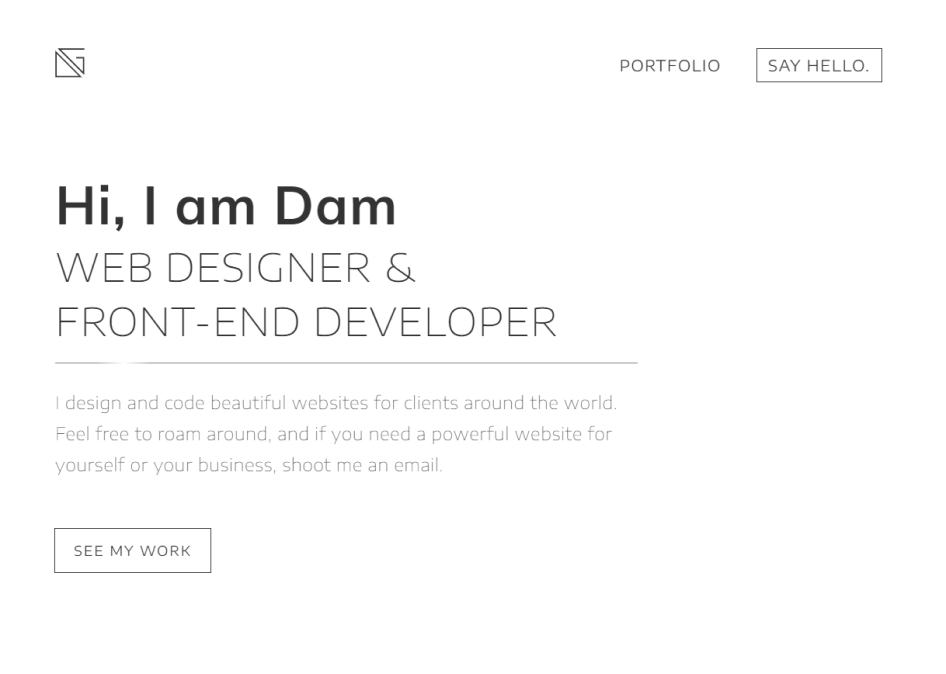 PORTFOLIO
SAY HELLO.
Hi, I am Dam
WEB DESIGNER &
FRONT-END DEVELOPER
I design and code beautiful websites for clients around the world.
Feel free to roam around, and if you need a powerful website for
yourself or your business, shoot me an email.
SEE MY WORK